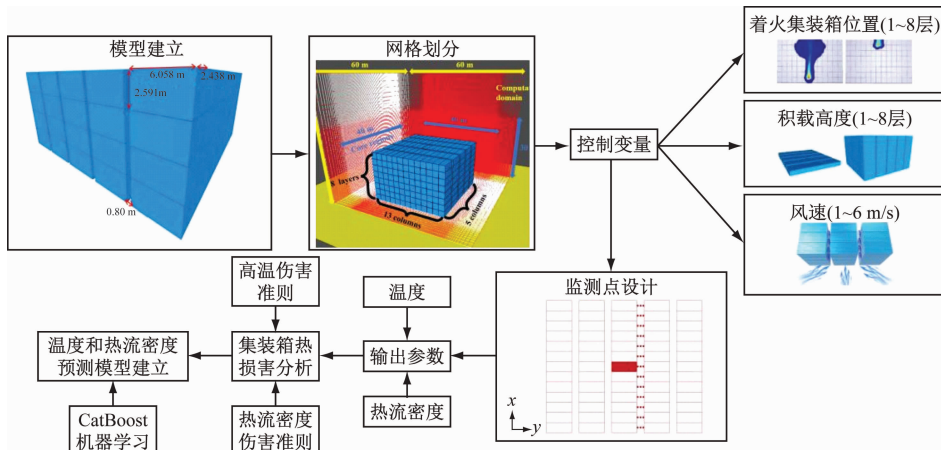 模型建立
6.058 m
2.438 m
2.591m
0.80 m
网格划分
60 m
60 m
Computa
domain
48 m
Core region
8 layers
13 columns
5 columns
控制变量
着火集装箱位置(1~8层)
积载高度(1~8层)
风速(1~6 m/s)
监测点设计
x
y
温度
输出参数
热流密度
高温伤害
准则
集装箱热
损害分析
热流密度
伤害准则
温度和热流密度
预测模型建立
CatBoost
机器学习